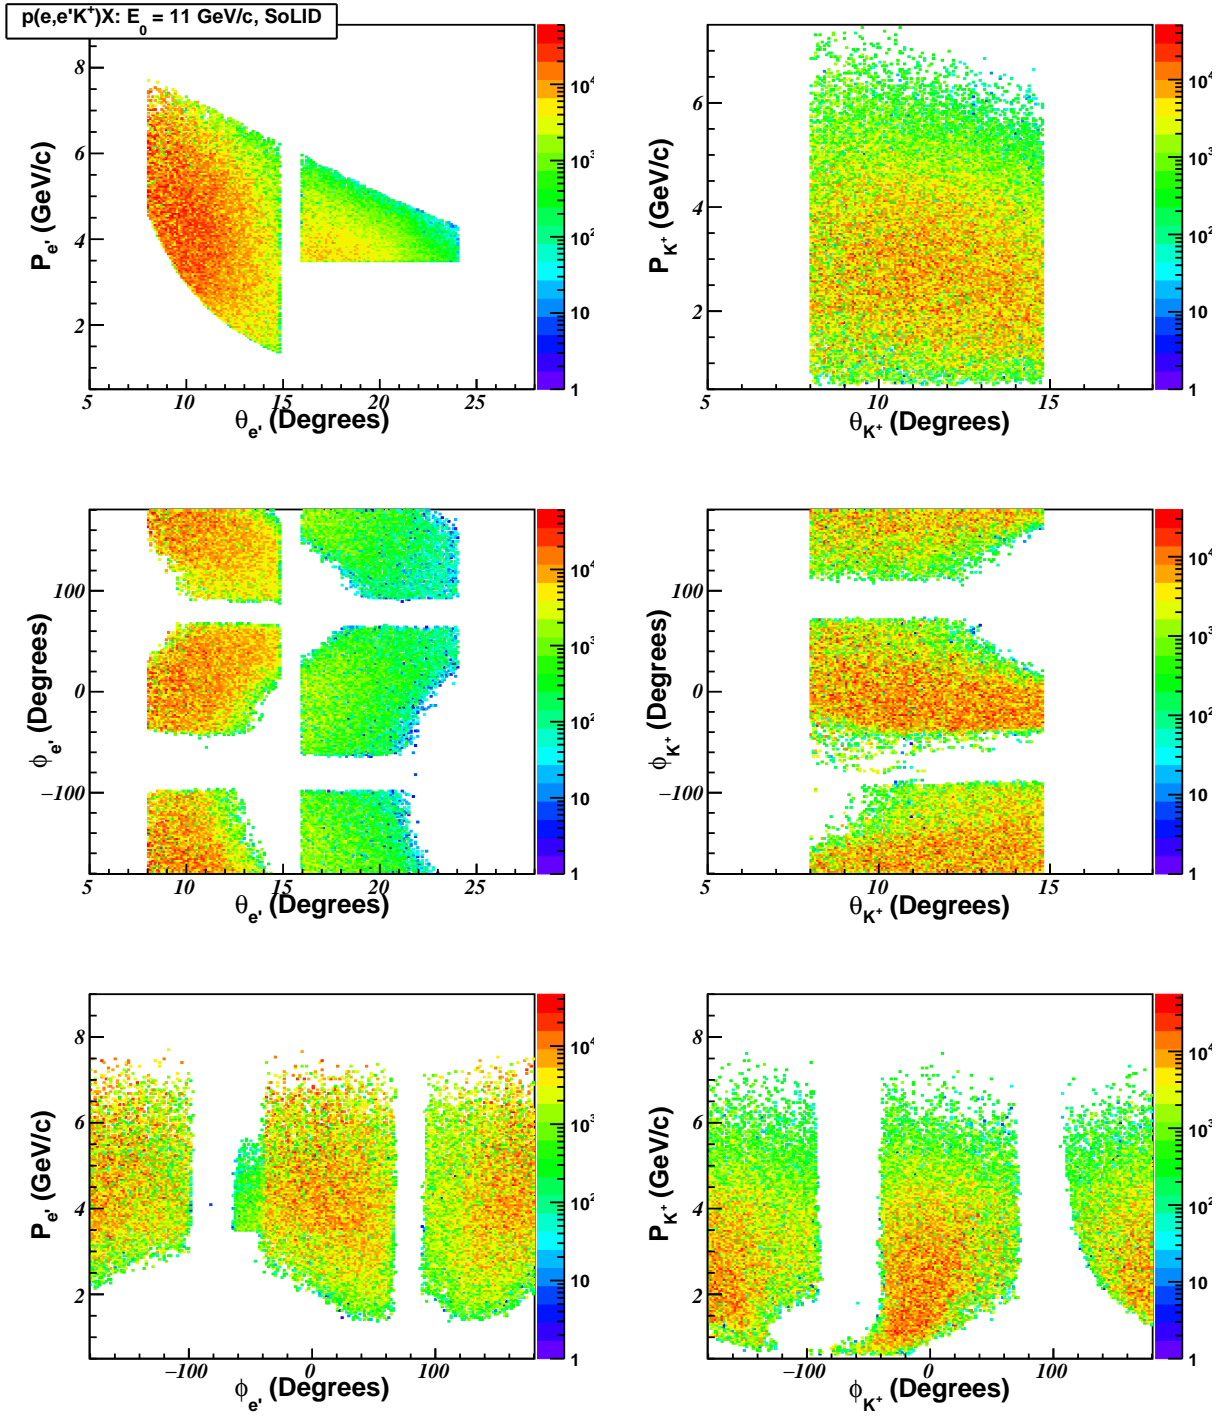 p(e,e'K⁺)X: E₀ = 11 GeV/c, SoLID
P_e' (GeV/c)
8
6
4
2
5 10 15 20 25
θ_e' (Degrees)
10⁴
10³
10²
10
1
P_K⁺ (GeV/c)
6
4
2
5 10 15
θ_K⁺ (Degrees)
10⁴
10³
10²
10
1
ϕ_e' (Degrees)
100
0
−100
5 10 15 20 25
θ_e' (Degrees)
10⁴
10³
10²
10
1
ϕ_K⁺ (Degrees)
100
0
−100
5 10 15
θ_K⁺ (Degrees)
10⁴
10³
10²
10
1
P_e' (GeV/c)
8
6
4
2
−100 0 100
ϕ_e' (Degrees)
10⁴
10³
10²
10
1
P_K⁺ (GeV/c)
8
6
4
2
−100 0 100
ϕ_K⁺ (Degrees)
10⁴
10³
10²
10
1